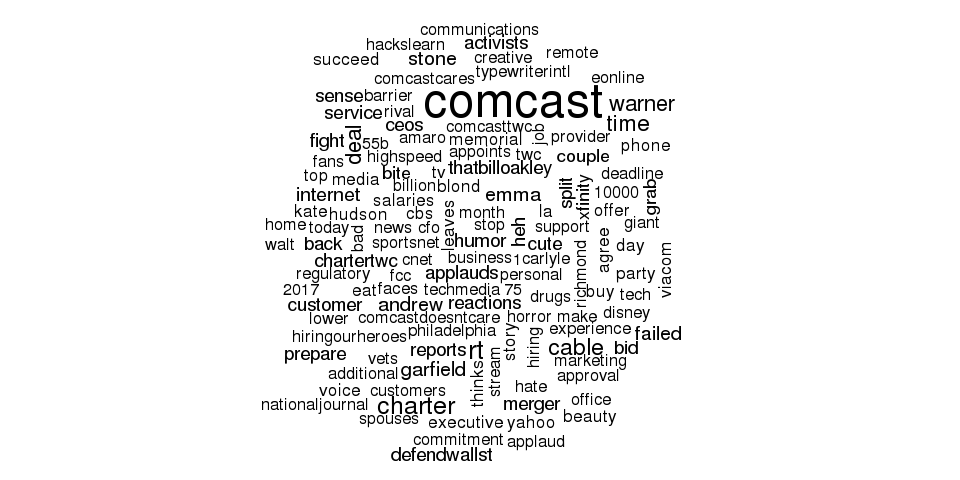 communications
hackslearn activists
succeed stone creative remote
comcastcares typewriterintl eonline
sense barrier comcast warner
service rival
ceos comcasttwc job time
fight deal 55b amaro memorial provider phone
fans highspeed appoints twc couple
top media bite tv thatbilloakley deadline
billion blond split xfinity 10000 grab
internet salaries emma
kate hudson cbs leaves month la offer
home today bad news cfo stop heh support giant
walt back sportsnet humor cute agree day viacom
chartertwc cnet business 1 carlyle richmond
regulatory fcc applauds personal party
2017 eat faces techmedia 75 drugs buy tech
customer andrew reactions
lower comcastdoesntcare horror make disney
hiringourheroes philadelphia story hiring experience failed
prepare vets reports rt cable bid
additional garfield thinks stream marketing
approval
voice customers hate
nationaljournal charter merger office
spouses executive yahoo beauty
commitment applaud
defendwallst